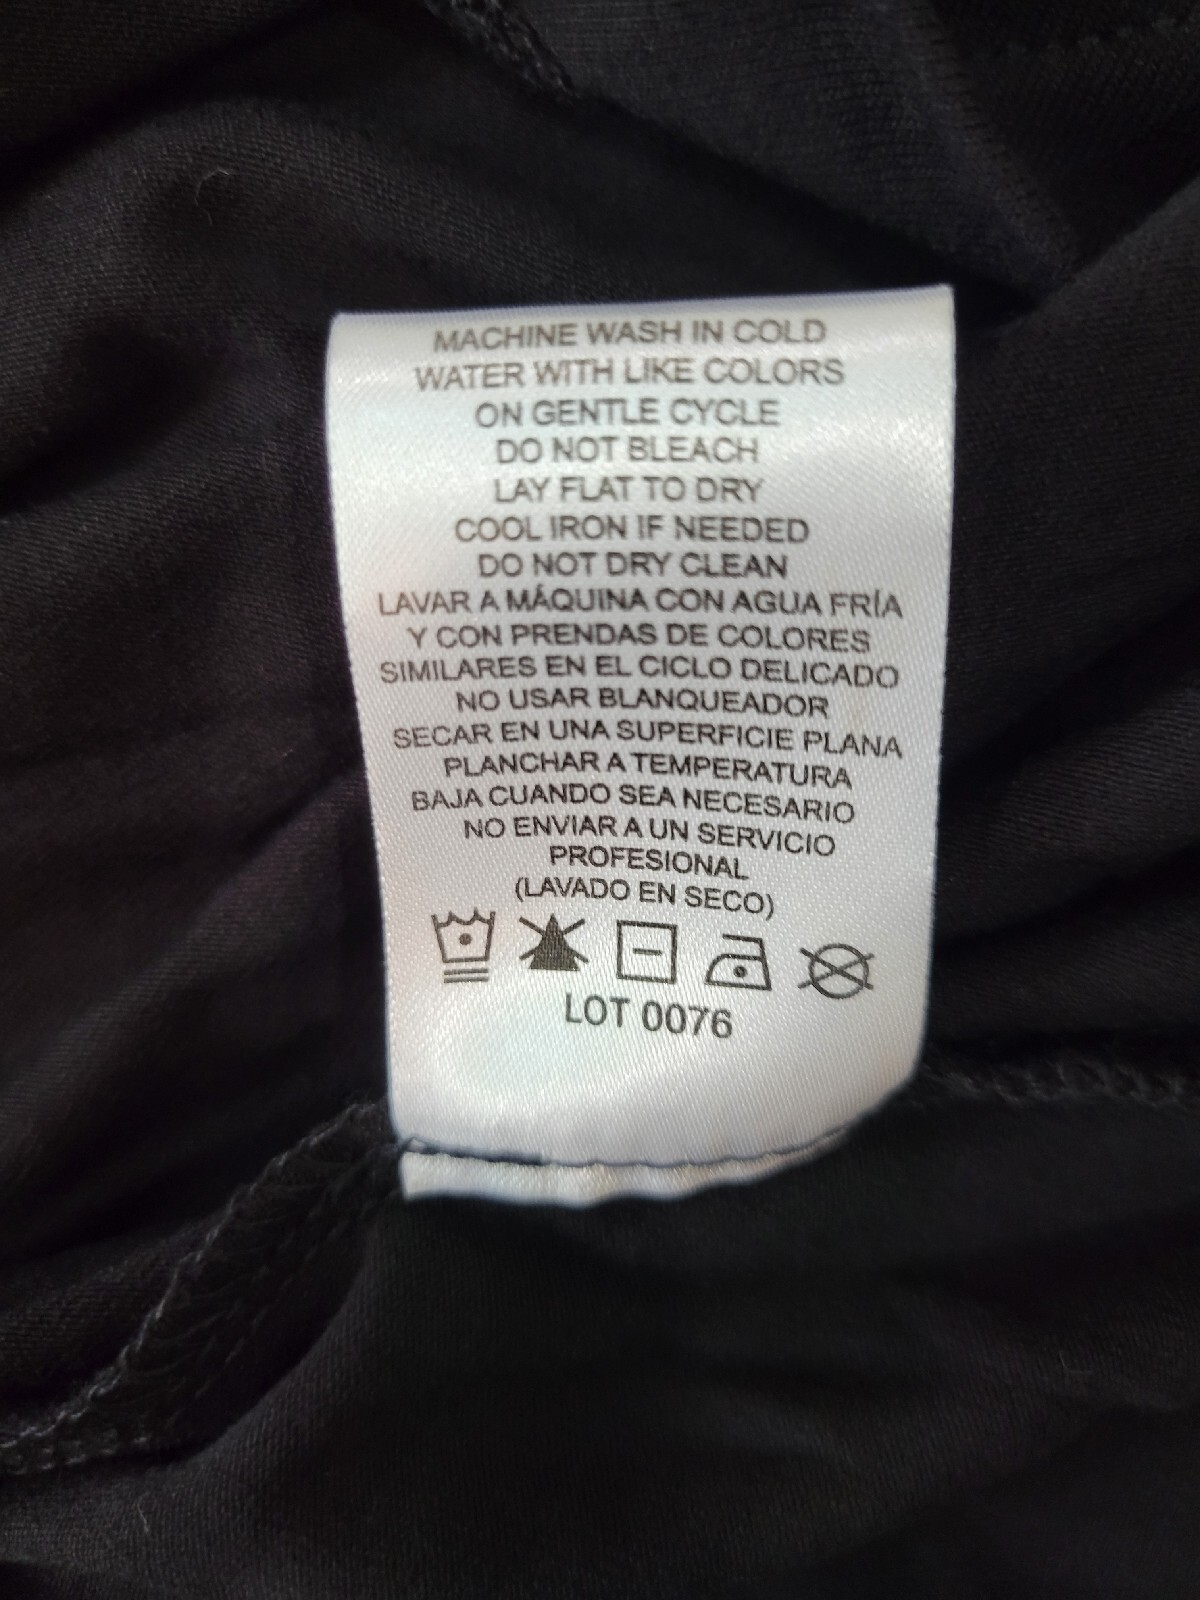 MACHINE WASH IN COLD
WATER WITH LIKE COLORS
ON GENTLE CYCLE
DO NOT BLEACH
LAY FLAT TO DRY
COOL IRON IF NEEDED
DO NOT DRY CLEAN
LAVAR A MÁQUINA CON AGUA FRÍA
Y CON PRENDAS DE COLORES
SIMILARES EN EL CICLO DELICADO
NO USAR BLANQUEADOR
SECAR EN UNA SUPERFICIE PLANA
PLANCHAR A TEMPERATURA
BAJA CUANDO SEA NECESARIO
NO ENVIAR A UN SERVICIO
PROFESIONAL
(LAVADO EN SECO)
LOT 0076